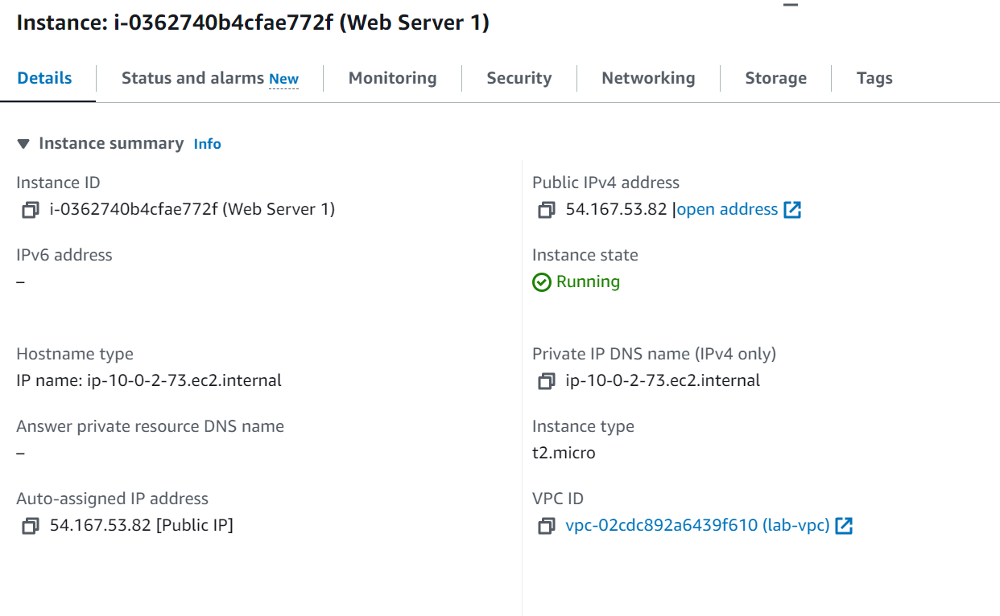 Instance: i-0362740b4cfae772f (Web Server 1)
Details
Status and alarms New
Monitoring
Security
Networking
Storage
Tags
Instance summary Info
Instance ID
i-0362740b4cfae772f (Web Server 1)
Public IPv4 address
54.167.53.82 |open address
IPv6 address
–
Instance state
Running
Hostname type
IP name: ip-10-0-2-73.ec2.internal
Private IP DNS name (IPv4 only)
ip-10-0-2-73.ec2.internal
Answer private resource DNS name
–
Instance type
t2.micro
Auto-assigned IP address
54.167.53.82 [Public IP]
VPC ID
vpc-02cdc892a6439f610 (lab-vpc)